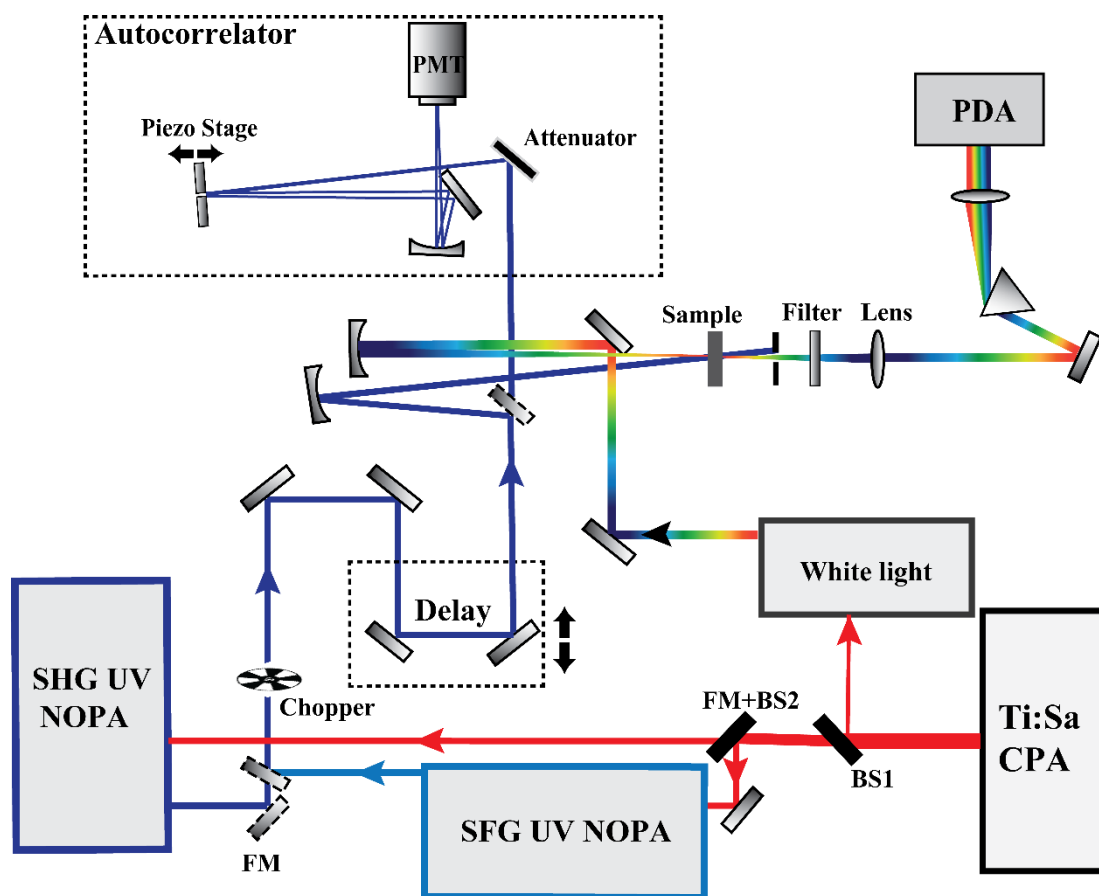 Autocorrelator
PMT
Piezo Stage
Attenuator
PDA
Sample
Filter
Lens
White light
Delay
SHG UV
NOPA
Chopper
FM+BS2
Ti:Sa
CPA
BS1
SFG UV NOPA
FM